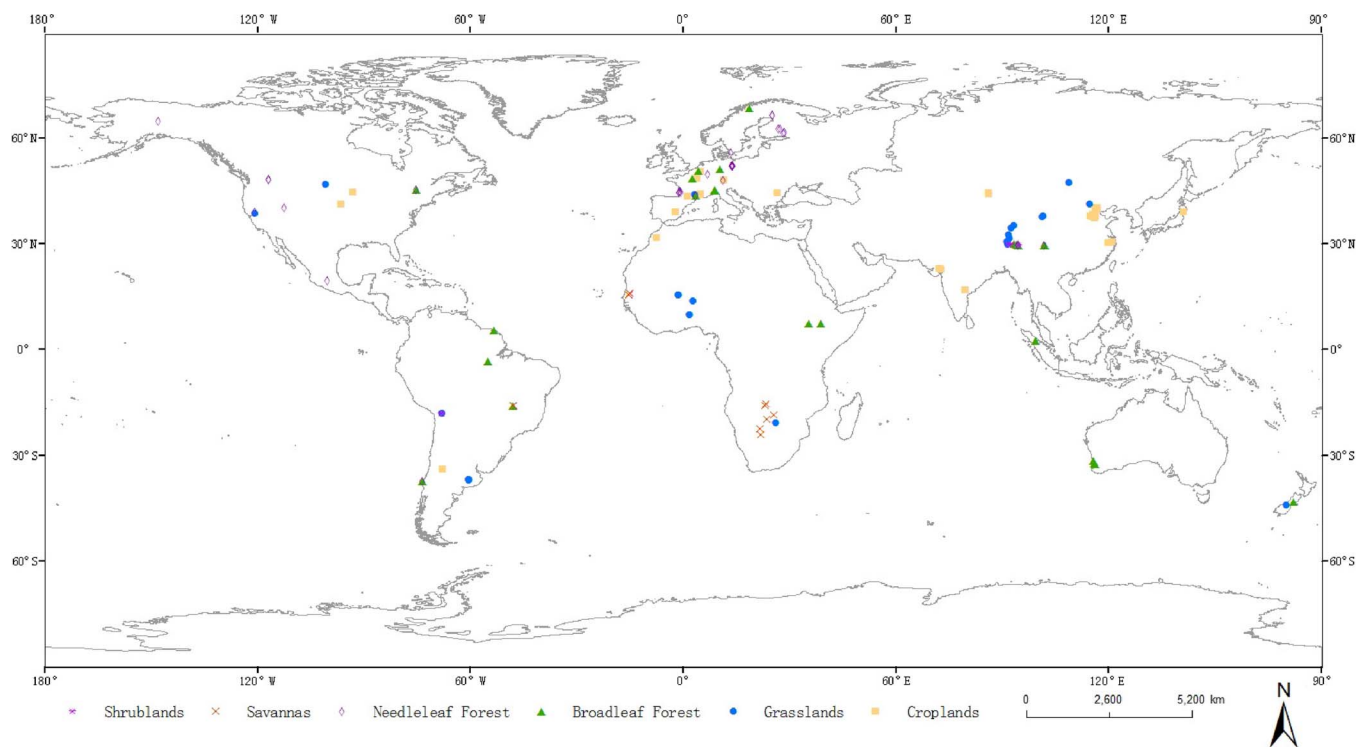 180° 120° W 60° W 0° 60° E 120° E 90°
60°N 60°N
30°N 30°N
0° 0°
30°S 30°S
60°S 60°S
180° 120° W 60° W 0° 60° E 120° E 90°
N
Shrublands Savannas Needleleaf Forest Broadleaf Forest Grasslands Croplands 0 2,600 5,200 km